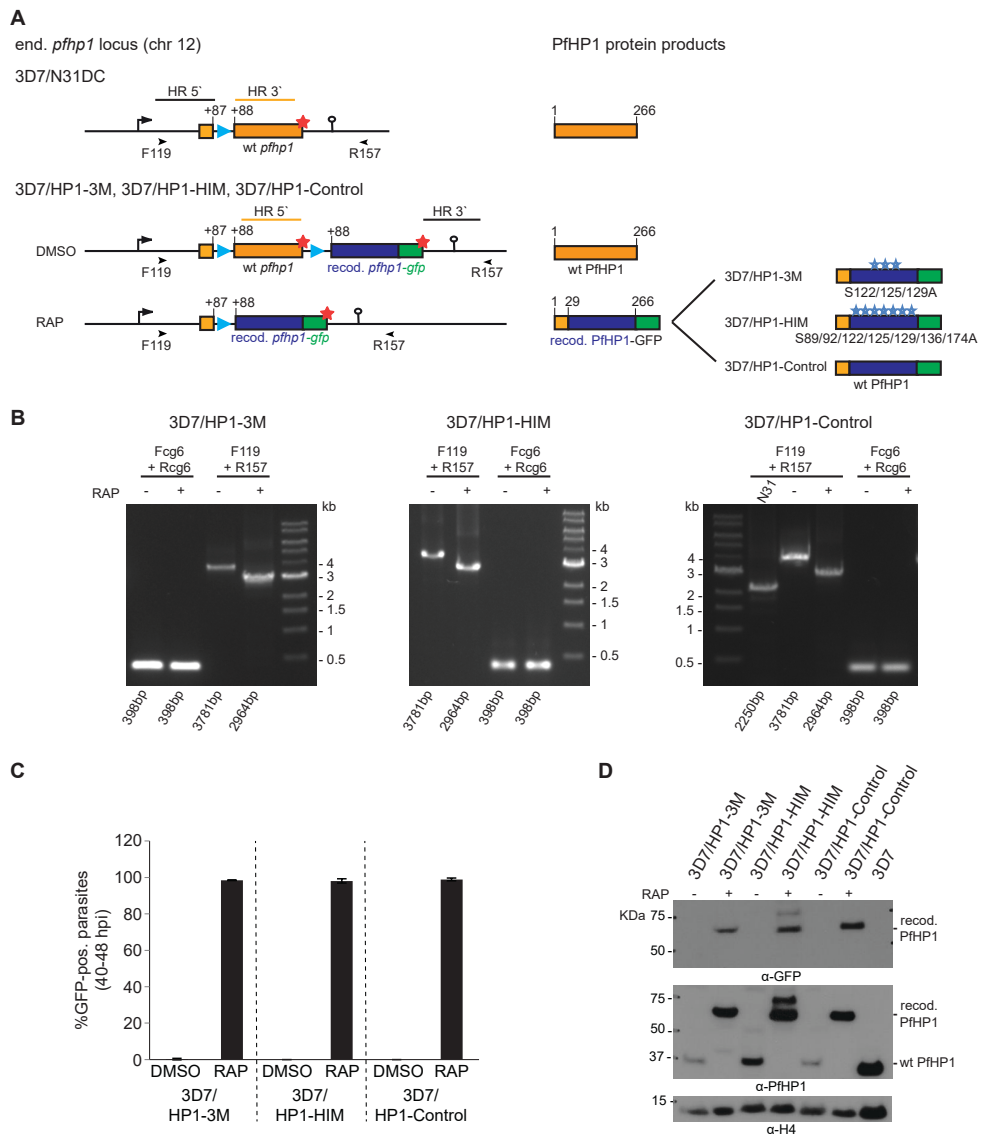 A
end. pfhp1 locus (chr 12)
PfHP1 protein products
3D7/N31DC
HR 5`
HR 3`
+87
+88
F119
wt pfhp1
R157
1
266
3D7/HP1-3M, 3D7/HP1-HIM, 3D7/HP1-Control
HR 5`
HR 3`
DMSO
+87
+88
+88
F119
wt pfhp1
recod. pfhp1-gfp
R157
1
266
wt PfHP1
RAP
+87
+88
F119
recod. pfhp1-gfp
R157
1
29
266
recod. PfHP1-GFP
3D7/HP1-3M
S122/125/129A
3D7/HP1-HIM
S89/92/122/125/129/136/174A
3D7/HP1-Control
wt PfHP1
B
3D7/HP1-3M
Fcg6
+ Rcg6
F119
+ R157
RAP
-
+
-
+
kb
- 4
- 3
- 2
- 1.5
- 1
- 0.5
398bp
398bp
3781bp
2964bp
3D7/HP1-HIM
F119
+ R157
Fcg6
+ Rcg6
-
+
-
+
kb
- 4
- 3
- 2
- 1.5
- 1
- 0.5
3781bp
2964bp
398bp
398bp
3D7/HP1-Control
F119
+ R157
Fcg6
+ Rcg6
N31
-
+
-
+
kb
4 -
3 -
2 -
1.5 -
1 -
0.5 -
2250bp
3781bp
2964bp
398bp
398bp
C
%GFP-pos. parasites
(40-48 hpi)
120
100
80
60
40
20
0
DMSO
RAP
DMSO
RAP
DMSO
RAP
3D7/
HP1-3M
3D7/
HP1-HIM
3D7/
HP1-Control
D
3D7/HP1-3M
3D7/HP1-3M
3D7/HP1-HIM
3D7/HP1-HIM
3D7/HP1-Control
3D7/HP1-Control
3D7
RAP
-
+
-
+
-
+
KDa
75 -
50 -
recod.
PfHP1
α-GFP
75 -
50 -
37 -
recod.
PfHP1
wt PfHP1
α-PfHP1
15 -
α-H4